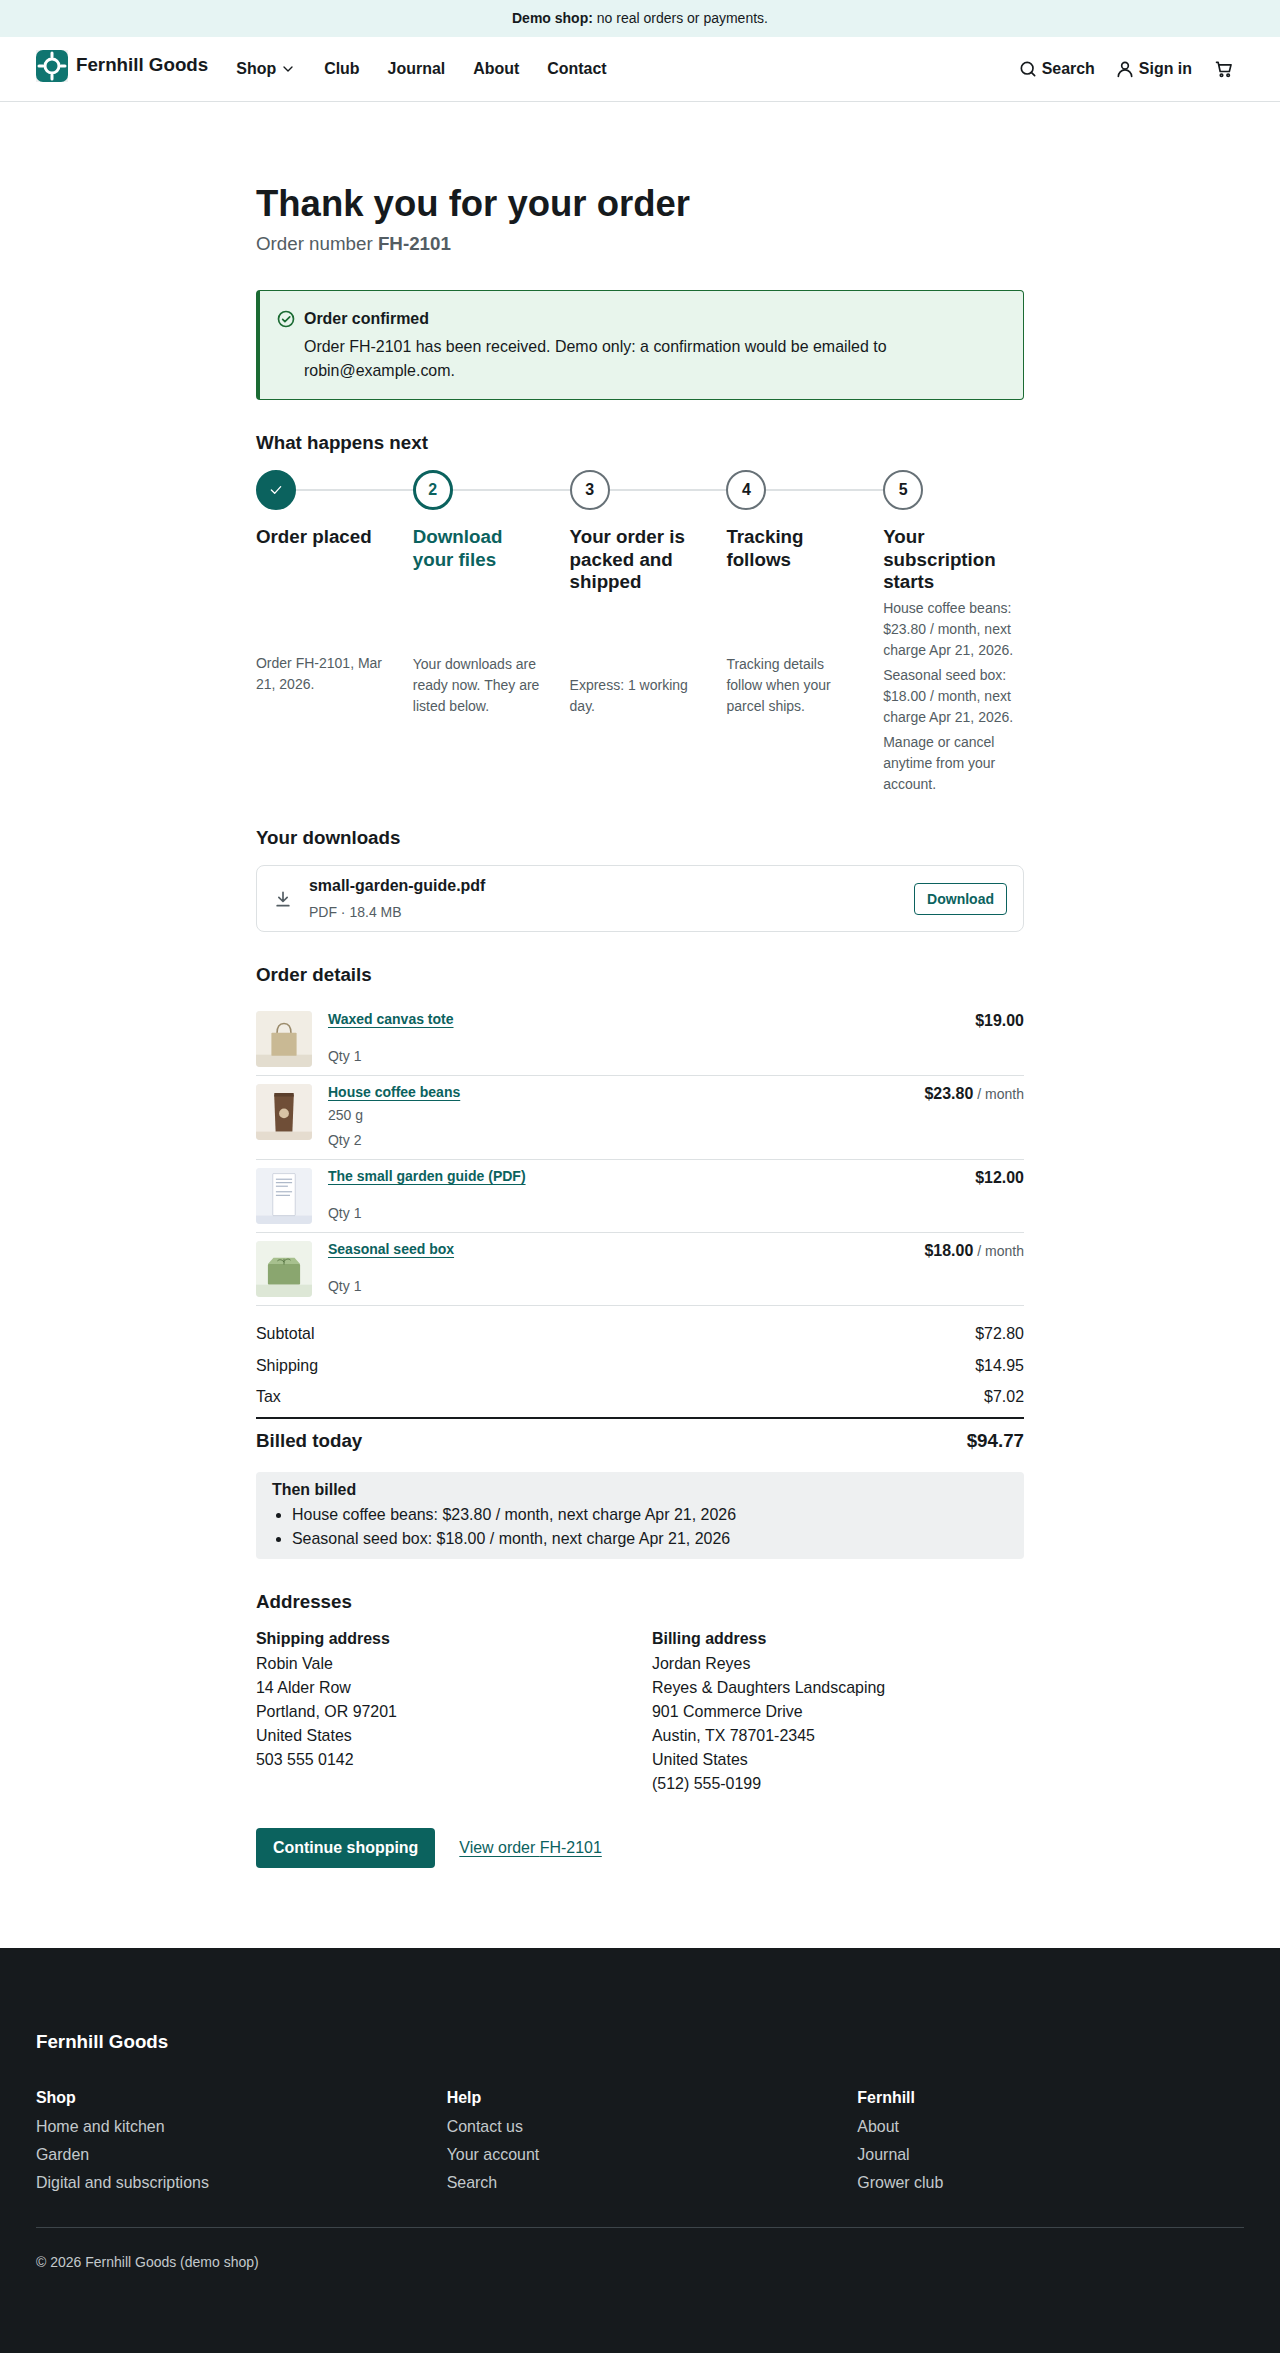 Demo shop: no real orders or payments.
Fernhill Goods
Shop
Club
Journal
About
Contact
Search
Sign in
Thank you for your order
Order number FH-2101
Order confirmed
Order FH-2101 has been received. Demo only: a confirmation would be emailed to
robin@example.com.
What happens next
2
3
4
5
Order placed
Order FH-2101, Mar
21, 2026.
Download
your files
Your downloads are
ready now. They are
listed below.
Your order is
packed and
shipped
Express: 1 working
day.
Tracking
follows
Tracking details
follow when your
parcel ships.
Your
subscription
starts
House coffee beans:
$23.80 / month, next
charge Apr 21, 2026.
Seasonal seed box:
$18.00 / month, next
charge Apr 21, 2026.
Manage or cancel
anytime from your
account.
Your downloads
small-garden-guide.pdf
PDF · 18.4 MB
Download
Order details
Waxed canvas tote
$19.00
Qty 1
House coffee beans
$23.80 / month
250 g
Qty 2
The small garden guide (PDF)
$12.00
Qty 1
Seasonal seed box
$18.00 / month
Qty 1
Subtotal
$72.80
Shipping
$14.95
Tax
$7.02
Billed today
$94.77
Then billed
• House coffee beans: $23.80 / month, next charge Apr 21, 2026
• Seasonal seed box: $18.00 / month, next charge Apr 21, 2026
Addresses
Shipping address
Robin Vale
14 Alder Row
Portland, OR 97201
United States
503 555 0142
Billing address
Jordan Reyes
Reyes & Daughters Landscaping
901 Commerce Drive
Austin, TX 78701-2345
United States
(512) 555-0199
Continue shopping
View order FH-2101
Fernhill Goods
Shop
Home and kitchen
Garden
Digital and subscriptions
Help
Contact us
Your account
Search
Fernhill
About
Journal
Grower club
© 2026 Fernhill Goods (demo shop)